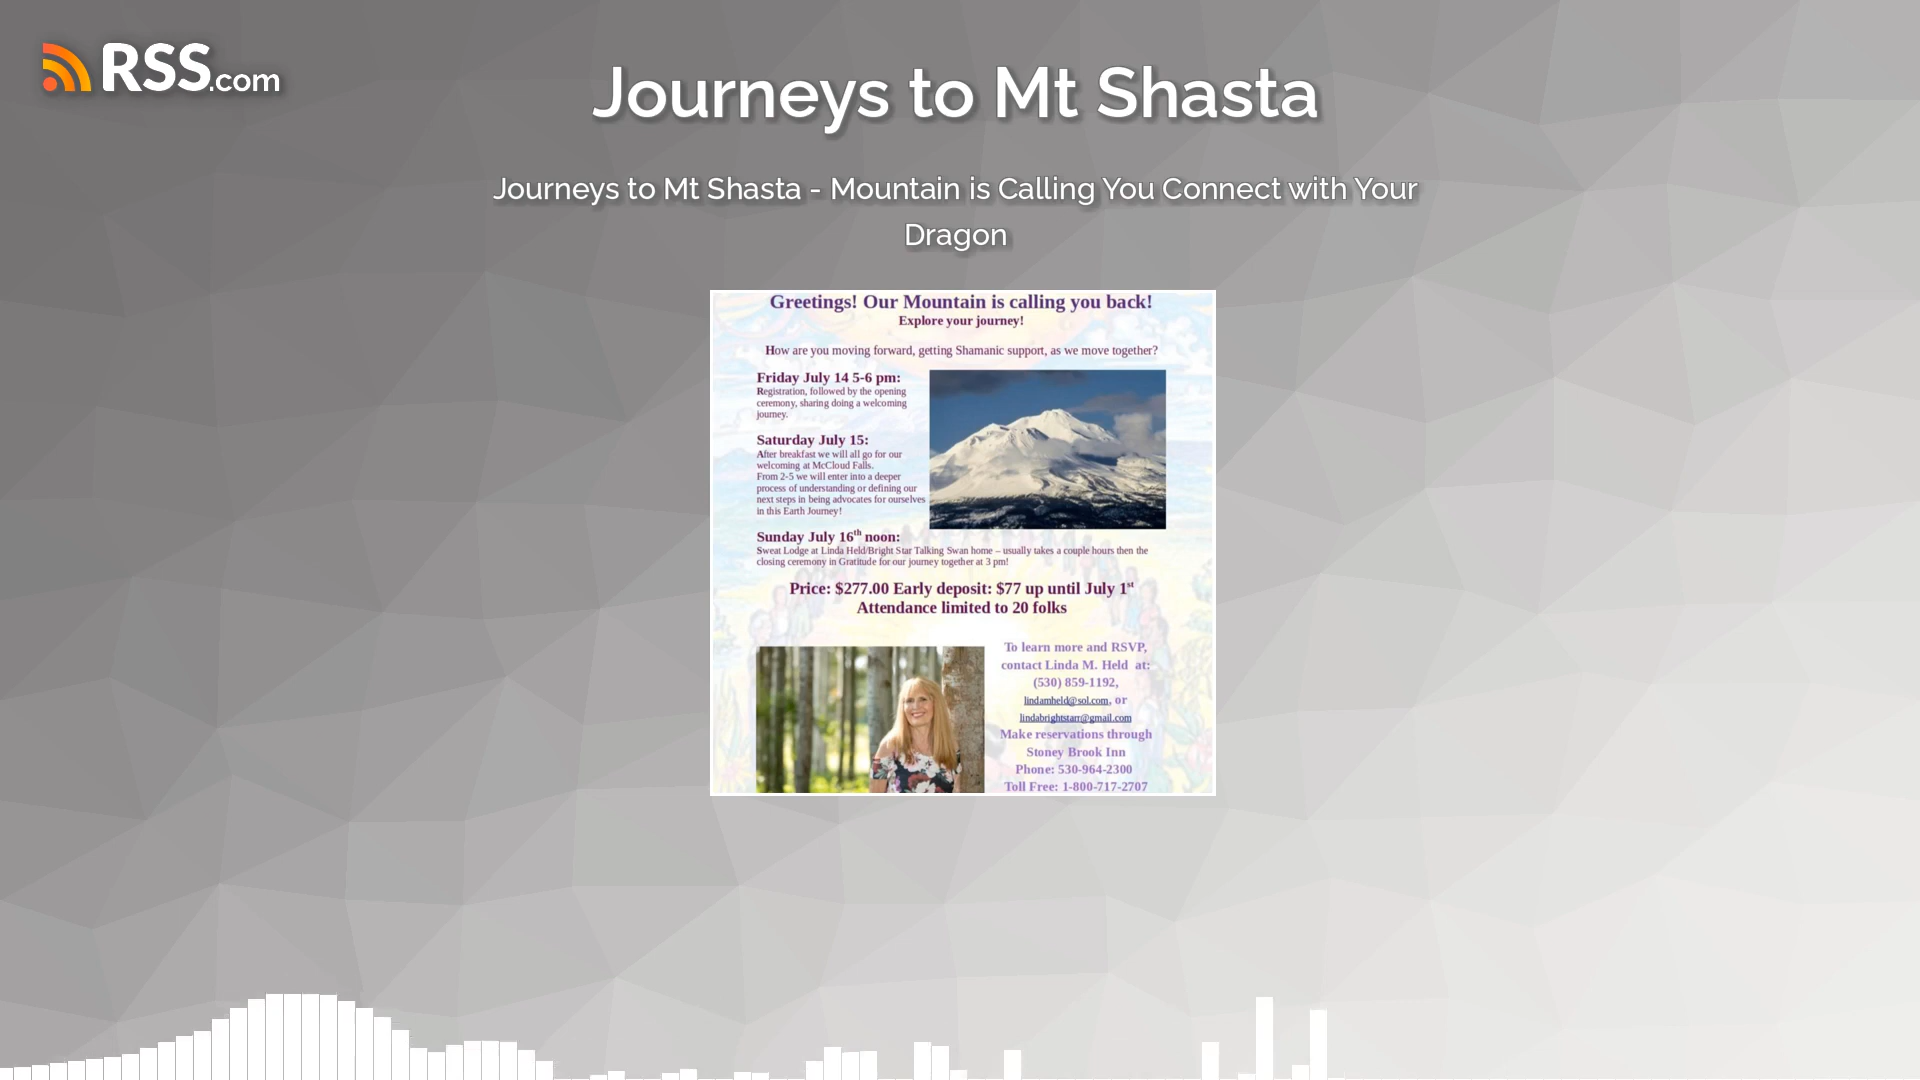 RSS.com
Journeys to Mt Shasta
Journeys to Mt Shasta - Mountain is Calling You Connect with Your
Dragon
Greetings! Our Mountain is calling you back!
Explore your journey!
How are you moving forward, getting Shamanic support, as we move together?
Friday July 14 5-6 pm:
Registration, followed by the opening
ceremony, sharing doing a welcoming
journey.
Saturday July 15:
After breakfast we will all go for our
welcoming at McCloud Falls.
From 2-5 we will enter into a deeper
process of understanding or defining our
next steps in being advocates for ourselves
in this Earth Journey!
Sunday July 16th noon:
Sweat Lodge at Linda Held/Bright Star Talking Swan home – usually takes a couple hours then the
closing ceremony in Gratitude for our journey together at 3 pm!
Price: $277.00 Early deposit: $77 up until July 1st
Attendance limited to 20 folks
To learn more and RSVP,
contact Linda M. Held at:
(530) 859-1192,
lindamheld@sol.com, or
lindabrightstarr@gmail.com
Make reservations through
Stoney Brook Inn
Phone: 530-964-2300
Toll Free: 1-800-717-2707